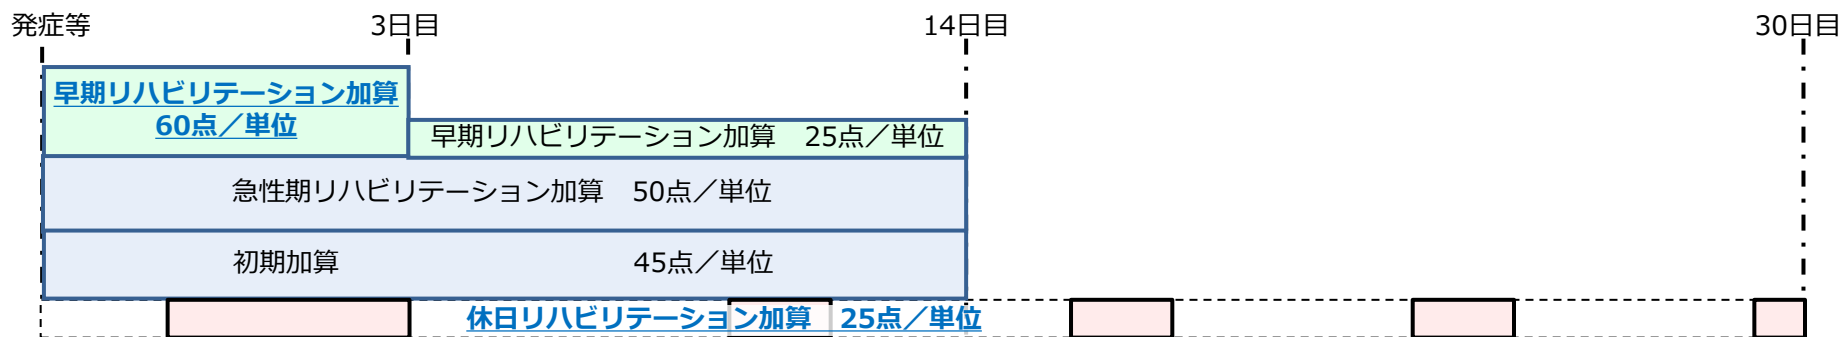 発症等 3日目 14日目 30日目
早期リハビリテーション加算
60点／単位
早期リハビリテーション加算　25点／単位
急性期リハビリテーション加算　50点／単位
初期加算　　　　　　　　　　　45点／単位
休日リハビリテーション加算　25点／単位